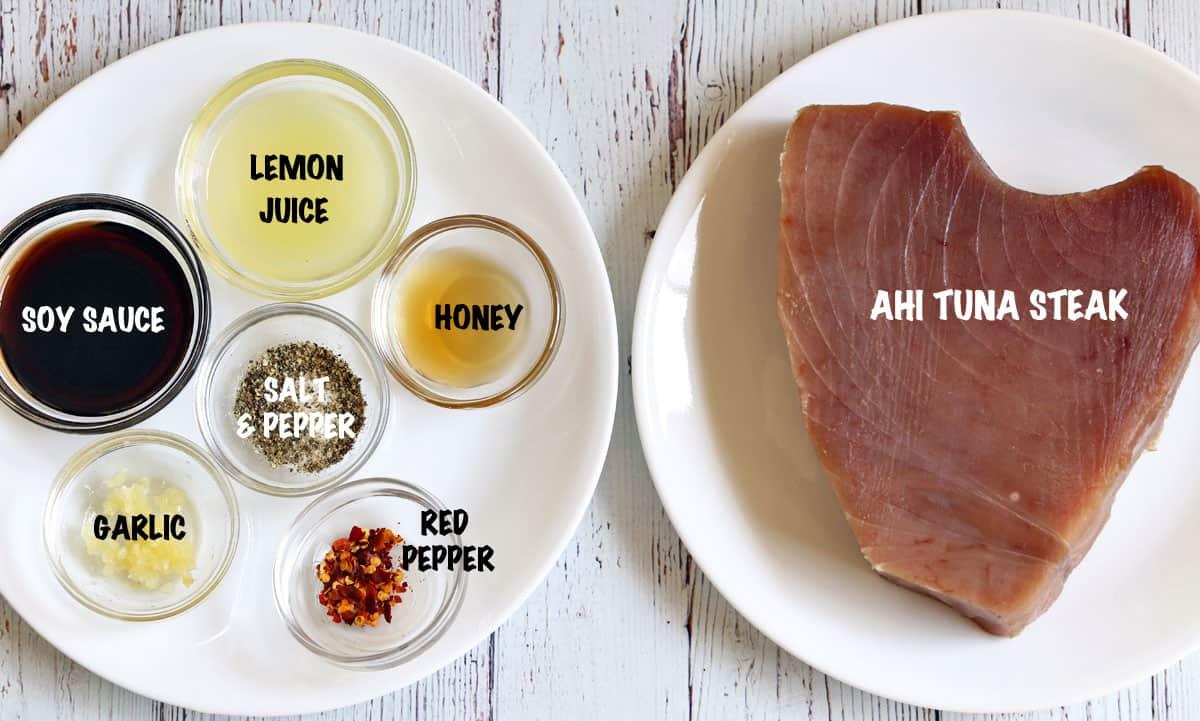 LEMON
JUICE
SOY SAUCE
HONEY
SALT
& PEPPER
GARLIC
RED
PEPPER
AHI TUNA STEAK